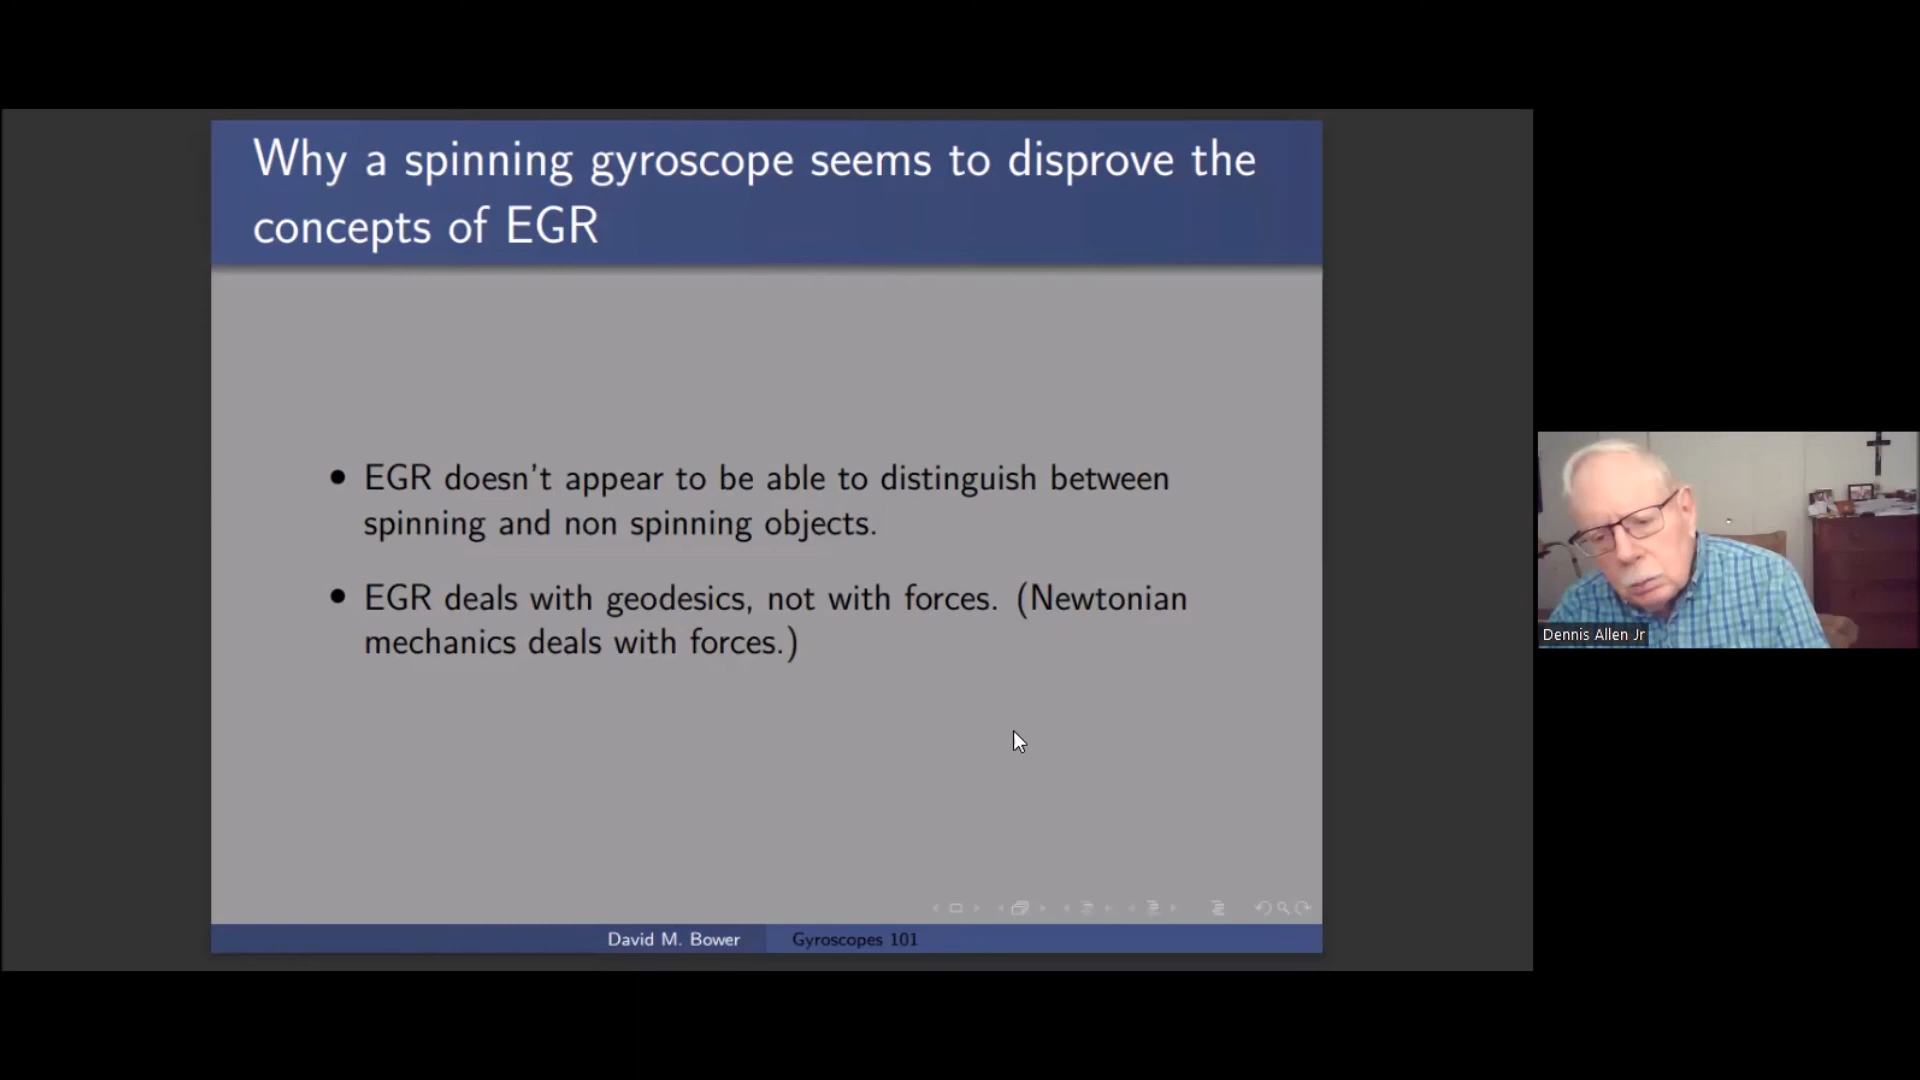 Why a spinning gyroscope seems to disprove the
concepts of EGR
• EGR doesn't appear to be able to distinguish between
spinning and non spinning objects.
• EGR deals with geodesics, not with forces. (Newtonian
mechanics deals with forces.)
Dennis Allen Jr
David M. Bower
Gyroscopes 101